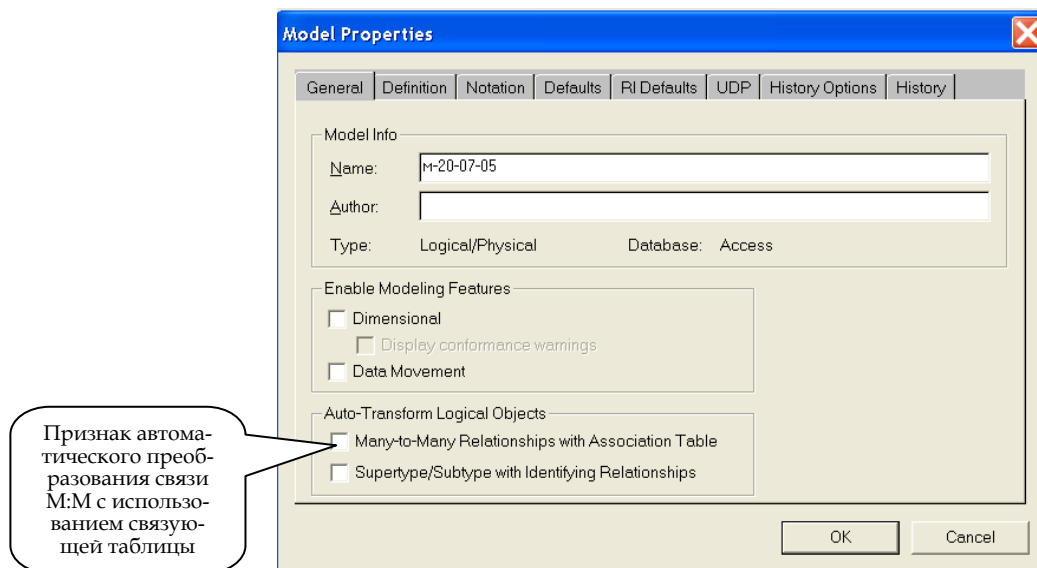 Model Properties
General Definition Notation Defaults RI Defaults UDP History Options History
Model Info
Name: м-20-07-05
Author:
Type: Logical/Physical Database: Access
Enable Modeling Features
Dimensional
Display conformance warnings
Data Movement
Auto-Transform Logical Objects
Many-to-Many Relationships with Association Table
Supertype/Subtype with Identifying Relationships
OK Cancel
Признак автома-
тического преоб-
разования связи
М:М с использо-
ванием связую-
щей таблицы